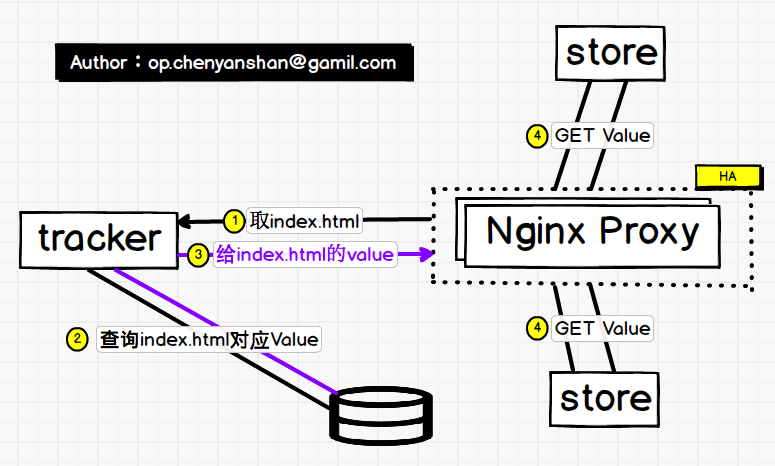 Author：op.chenyanshan@gamil.com
store
④ GET Value
HA
① 取index.html
tracker
Nginx Proxy
③ 给index.html的value
② 查询index.html对应Value
④ GET Value
store